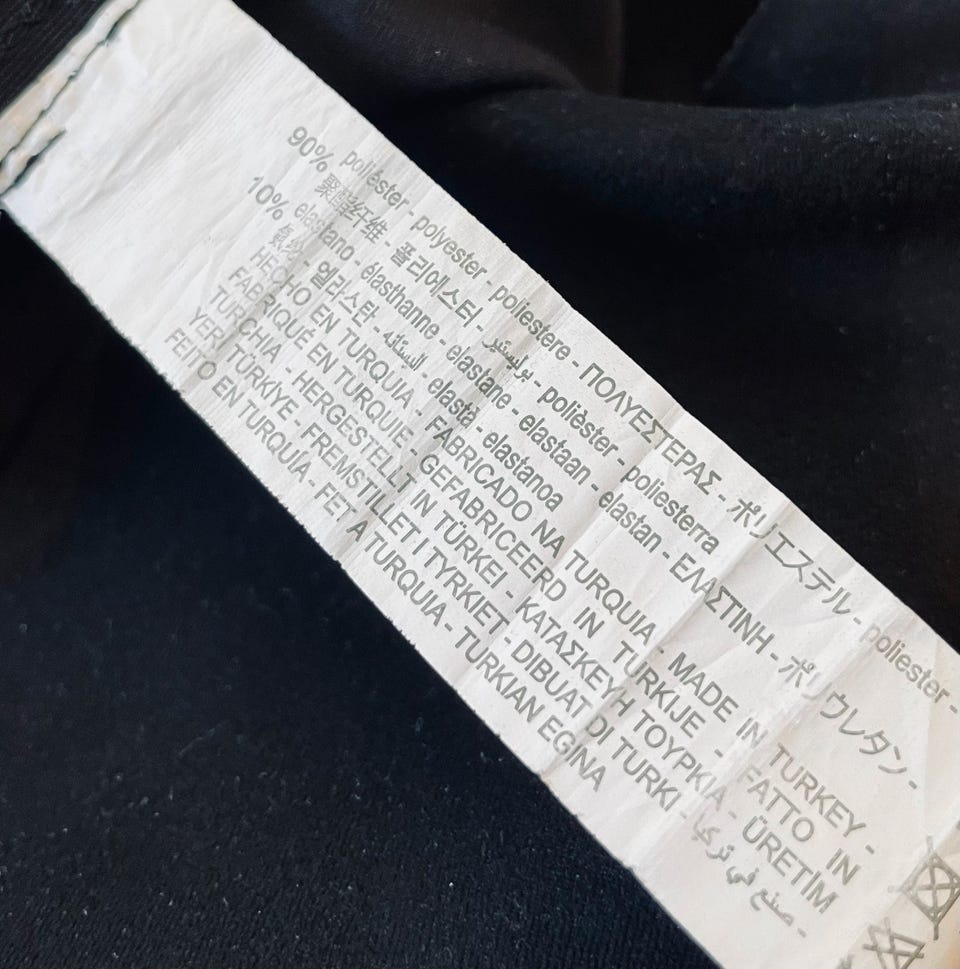 90% poliéster - polyester - poliestere - ΠΟΛΥΕΣΤΕΡΑΣ - ポリエステル - poliester -
聚酯纤维 - 폴리에스터 - بوليستر - polièster - poliesterra
10% elastano - élasthanne - elastane - elastaan - elastan - ΕΛΑΣΤΙΝΗ - ポリウレタン -
氨纶 - 엘라스탄 - الاستانه - elastà - elastanoa
HECHO EN TURQUIA - FABRICADO NA TURQUIA - MADE IN TURKEY -
FABRIQUÉ EN TURQUIE - GEFABRICEERD IN TURKIJE - FATTO IN
TURCHIA - HERGESTELLT IN TÜRKEI - ΚΑΤΑΣΚΕΥΗ ΤΟΥΡΚΙΑ - ÜRETİM
YERİ TÜRKİYE - FREMSTILLET I TYRKIET - DIBUAT DI TURKI - صنع في تركيا -
FEITO EN TURQUÍA - FET A TURQUIA - TURKIAN EGINA